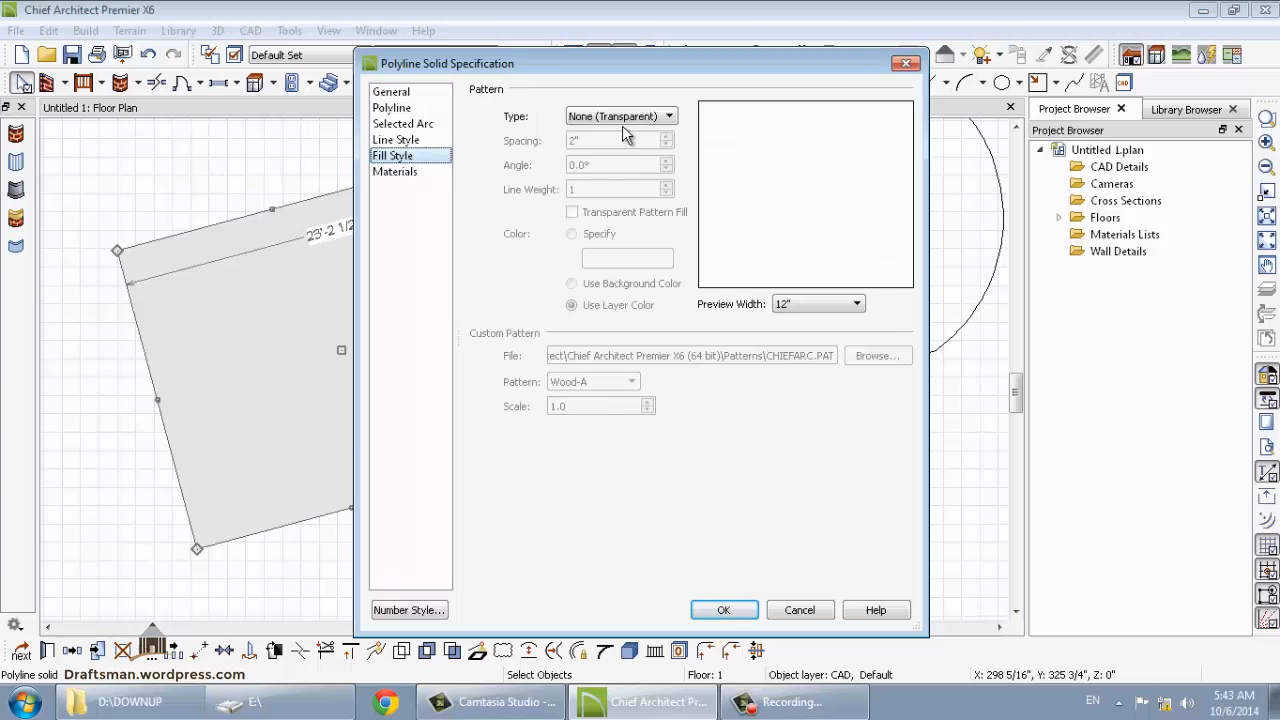 Chief Architect Premier X6
File Edit Build Terrain Library 3D CAD Tools View Window Help
Default Set
Polyline Solid Specification
Untitled 1: Floor Plan
General
Polyline
Selected Arc
Line Style
Fill Style
Materials
Pattern
Type: None (Transparent)
Spacing: 2"
Angle: 0.0°
Line Weight: 1
Transparent Pattern Fill
Color: Specify
Use Background Color
Use Layer Color
Preview Width: 12"
Custom Pattern
File: ect\Chief Architect Premier X6 (64 bit)\Patterns\CHIEFARC.PAT Browse...
Pattern: Wood-A
Scale: 1.0
Number Style... OK Cancel Help
23'-2 1/2
Project Browser Library Browser
Project Browser
Untitled 1.plan
CAD Details
Cameras
Cross Sections
Floors
Materials Lists
Wall Details
next
Polyline solid Draftsman.wordpress.com Select Objects Floor: 1 Object layer: CAD, Default X: 298 5/16", Y: 325 3/4", Z: 0"
D:\DOWNUP E:\ Camtasia Studio -... Chief Architect Pr... Recording... EN 5:43 AM
10/6/2014